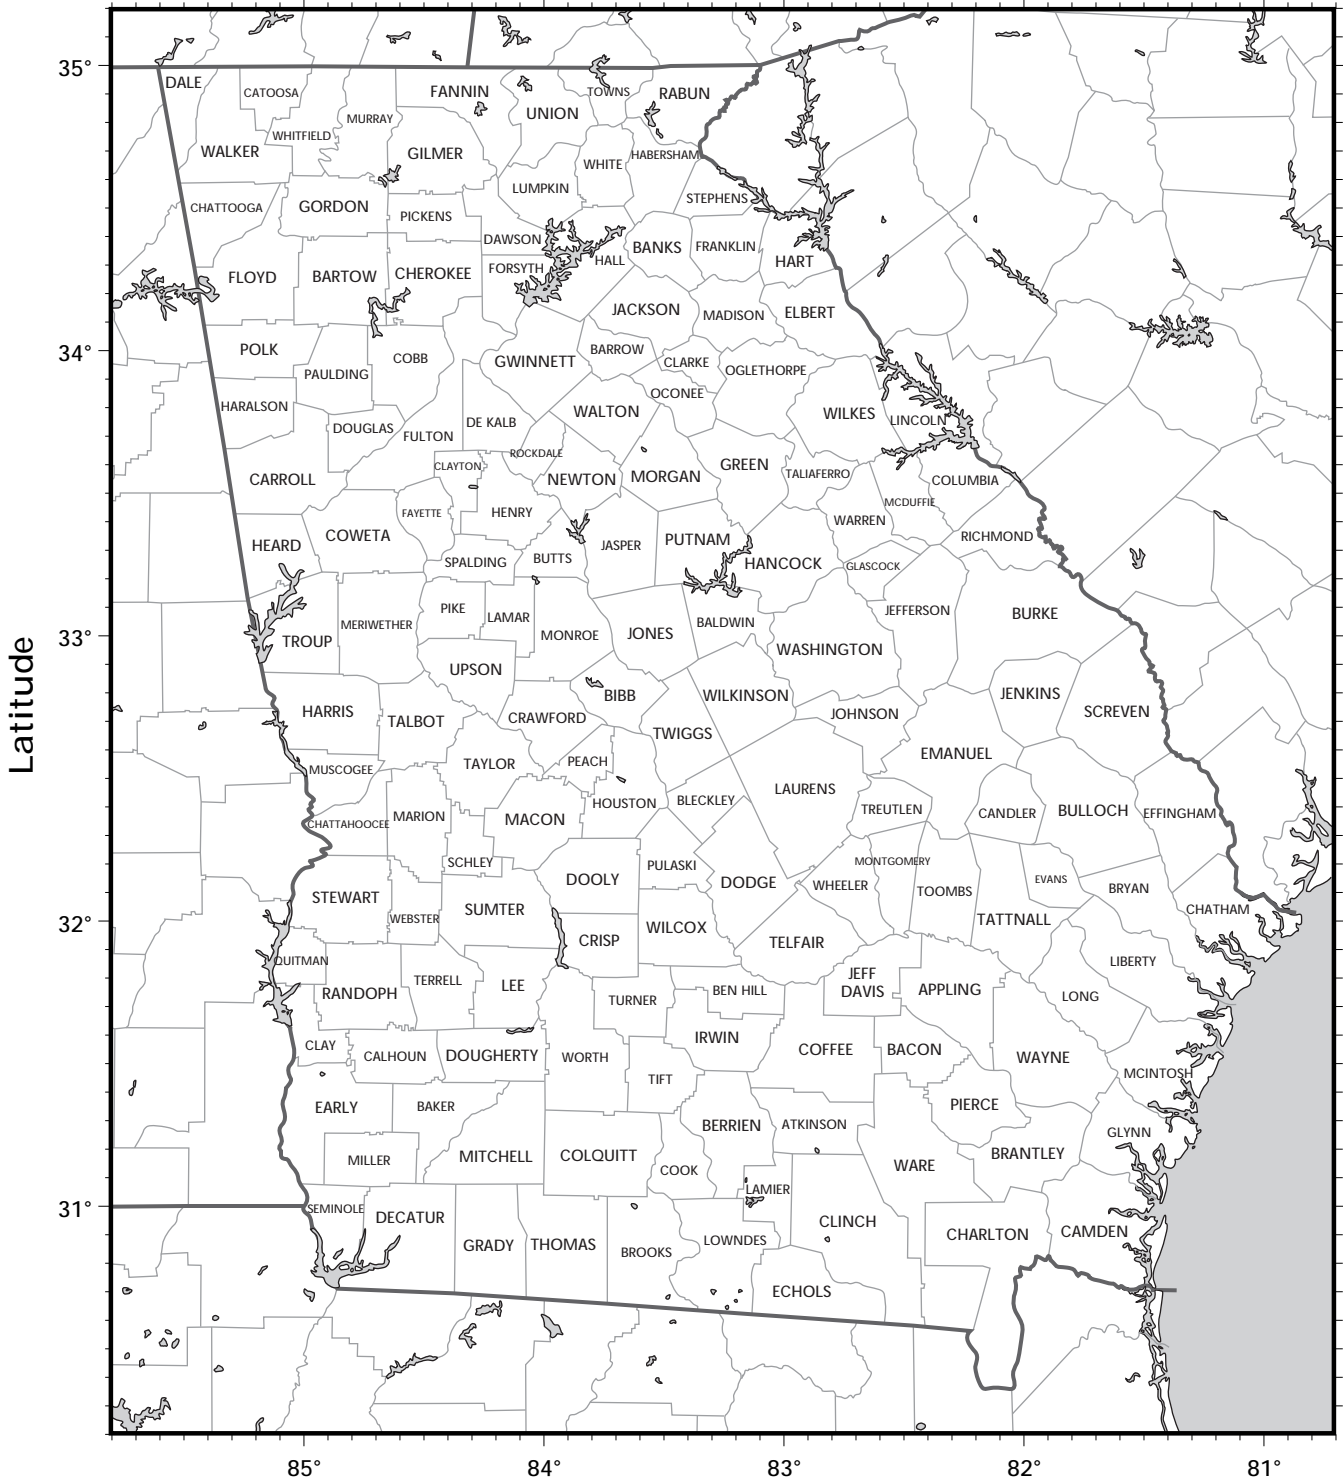 35°
DALE
CATOOSA
FANNIN
TOWNS
RABUN
UNION
MURRAY
WHITFIELD
WALKER
GILMER
WHITE
HABERSHAM
LUMPKIN
STEPHENS
CHATTOOGA
GORDON
PICKENS
DAWSON
BANKS
FRANKLIN
HALL
HART
FORSYTH
FLOYD
BARTOW
CHEROKEE
JACKSON
MADISON
ELBERT
34°
POLK
COBB
PAULDING
GWINNETT
BARROW
CLARKE
OGLETHORPE
OCONEE
HARALSON
WALTON
WILKES
LINCOLN
DOUGLAS
FULTON
DE KALB
ROCKDALE
CLAYTON
CARROLL
NEWTON
MORGAN
GREEN
TALIAFERRO
COLUMBIA
MCDUFFIE
FAYETTE
HENRY
WARREN
COWETA
RICHMOND
HEARD
JASPER
PUTNAM
SPALDING
BUTTS
HANCOCK
GLASCOCK
33°
PIKE
LAMAR
MERIWETHER
TROUP
MONROE
JONES
BALDWIN
JEFFERSON
BURKE
WASHINGTON
UPSON
BIBB
WILKINSON
JENKINS
SCREVEN
HARRIS
TALBOT
CRAWFORD
JOHNSON
TWIGGS
EMANUEL
Latitude
MUSCOGEE
TAYLOR
PEACH
LAURENS
HOUSTON
BLECKLEY
TREUTLEN
CANDLER
BULLOCH
EFFINGHAM
CHATTAHOOCEE
MARION
MACON
SCHLEY
PULASKI
MONTGOMERY
DOOLY
DODGE
WHEELER
TOOMBS
EVANS
BRYAN
STEWART
SUMTER
WEBSTER
CHATHAM
TATTNALL
32°
CRISP
WILCOX
TELFAIR
QUITMAN
LIBERTY
TERRELL
LEE
JEFF
DAVIS
APPLING
RANDOPH
TURNER
BEN HILL
LONG
CLAY
CALHOUN
DOUGHERTY
WORTH
IRWIN
COFFEE
BACON
WAYNE
TIFT
MCINTOSH
EARLY
BAKER
PIERCE
BERRIEN
ATKINSON
GLYNN
MILLER
MITCHELL
COLQUITT
COOK
WARE
BRANTLEY
LAMIER
31°
SEMINOLE
DECATUR
CLINCH
CHARLTON
CAMDEN
GRADY
THOMAS
BROOKS
LOWNDES
ECHOLS
85°
84°
83°
82°
81°